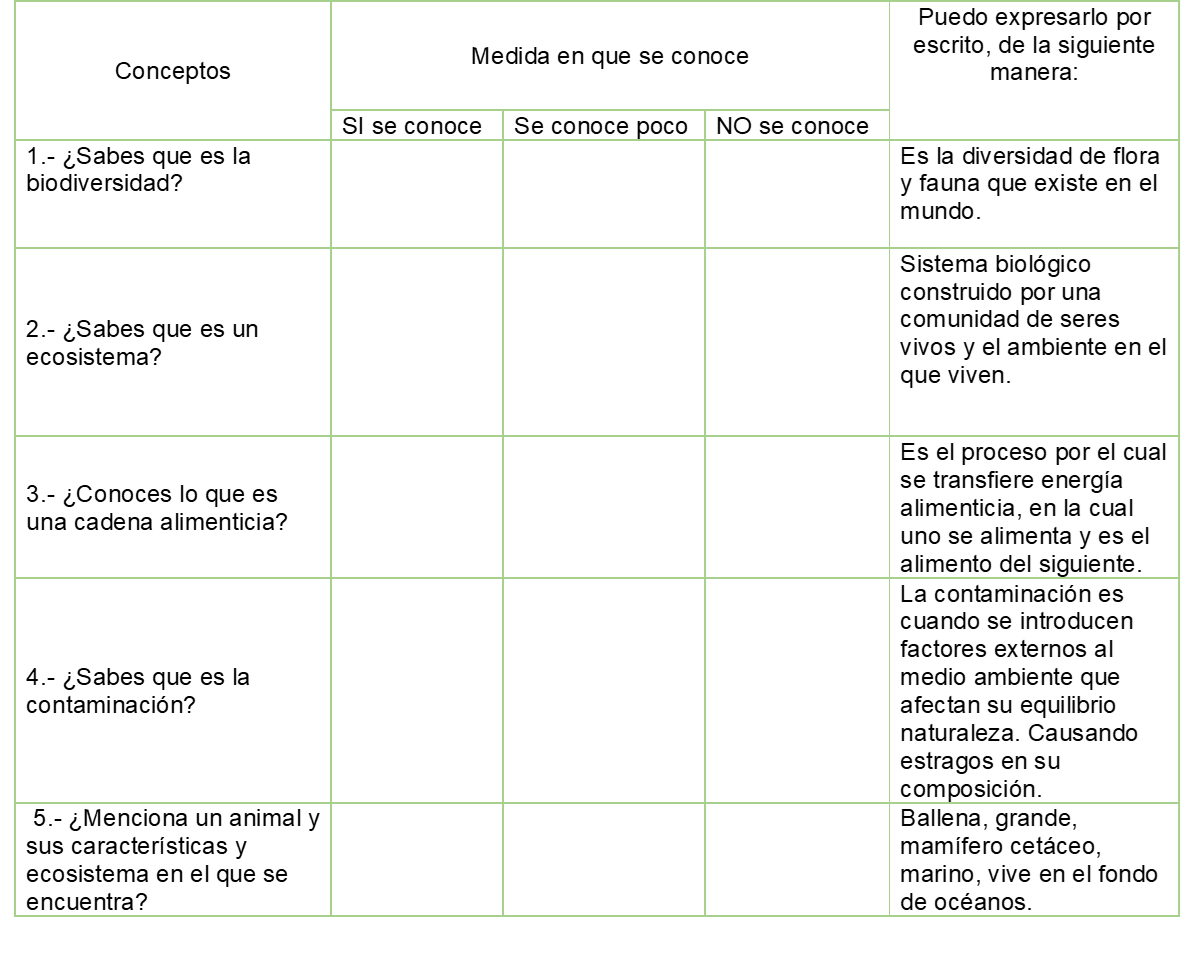 Conceptos
Medida en que se conoce
Puedo expresarlo por
escrito, de la siguiente
manera:
SI se conoce
Se conoce poco
NO se conoce
1.- ¿Sabes que es la
biodiversidad?
Es la diversidad de flora
y fauna que existe en el
mundo.
2.- ¿Sabes que es un
ecosistema?
Sistema biológico
construido por una
comunidad de seres
vivos y el ambiente en el
que viven.
3.- ¿Conoces lo que es
una cadena alimenticia?
Es el proceso por el cual
se transfiere energía
alimenticia, en la cual
uno se alimenta y es el
alimento del siguiente.
4.- ¿Sabes que es la
contaminación?
La contaminación es
cuando se introducen
factores externos al
medio ambiente que
afectan su equilibrio
naturaleza. Causando
estragos en su
composición.
5.- ¿Menciona un animal y
sus características y
ecosistema en el que se
encuentra?
Ballena, grande,
mamífero cetáceo,
marino, vive en el fondo
de océanos.